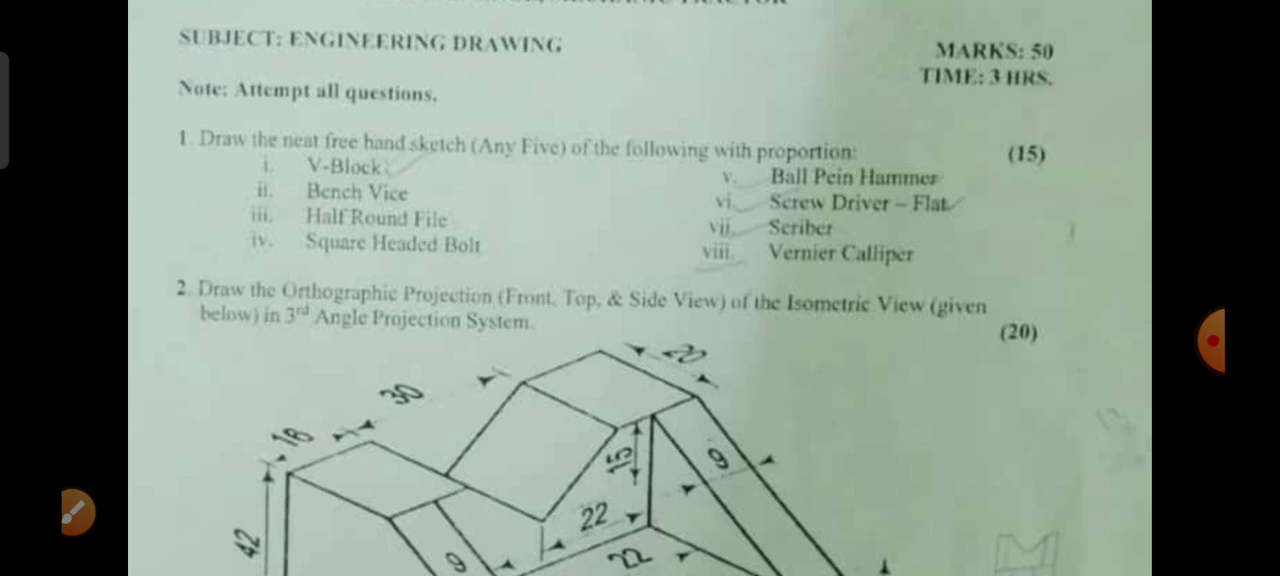 SUBJECT: ENGINEERING DRAWING
MARKS: 50
TIME: 3 HRS.
Note: Attempt all questions.
1. Draw the neat free hand sketch (Any Five) of the following with proportion: (15)
i. V-Block
ii. Bench Vice
iii. Half Round File
iv. Square Headed Bolt
v. Ball Pein Hammer
vi. Screw Driver – Flat
vii. Scriber
viii. Vernier Calliper
2. Draw the Orthographic Projection (Front, Top, & Side View) of the Isometric View (given
below) in 3rd Angle Projection System. (20)
20
30
18
15
9
42
22
22
9